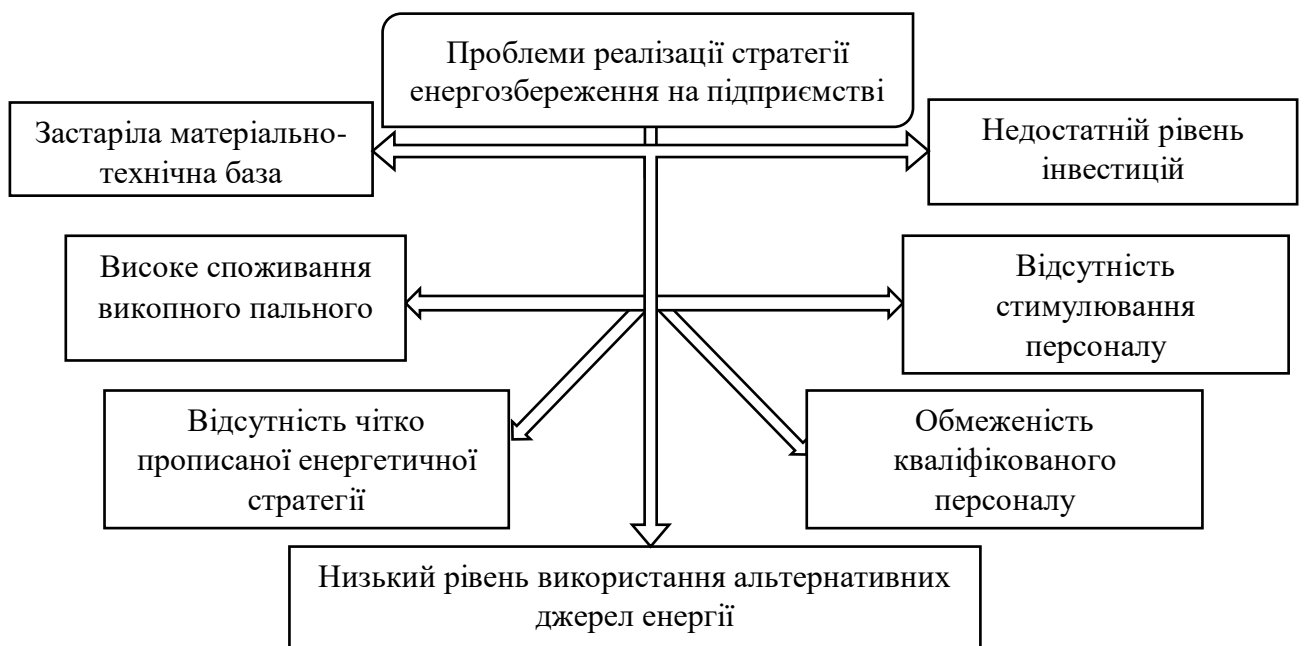 Проблеми реалізації стратегії
енергозбереження на підприємстві
Застаріла матеріально-
технічна база
Недостатній рівень
інвестицій
Високе споживання
викопного пального
Відсутність
стимулювання
персоналу
Відсутність чітко
прописаної енергетичної
стратегії
Обмеженість
кваліфікованого
персоналу
Низький рівень використання альтернативних
джерел енергії